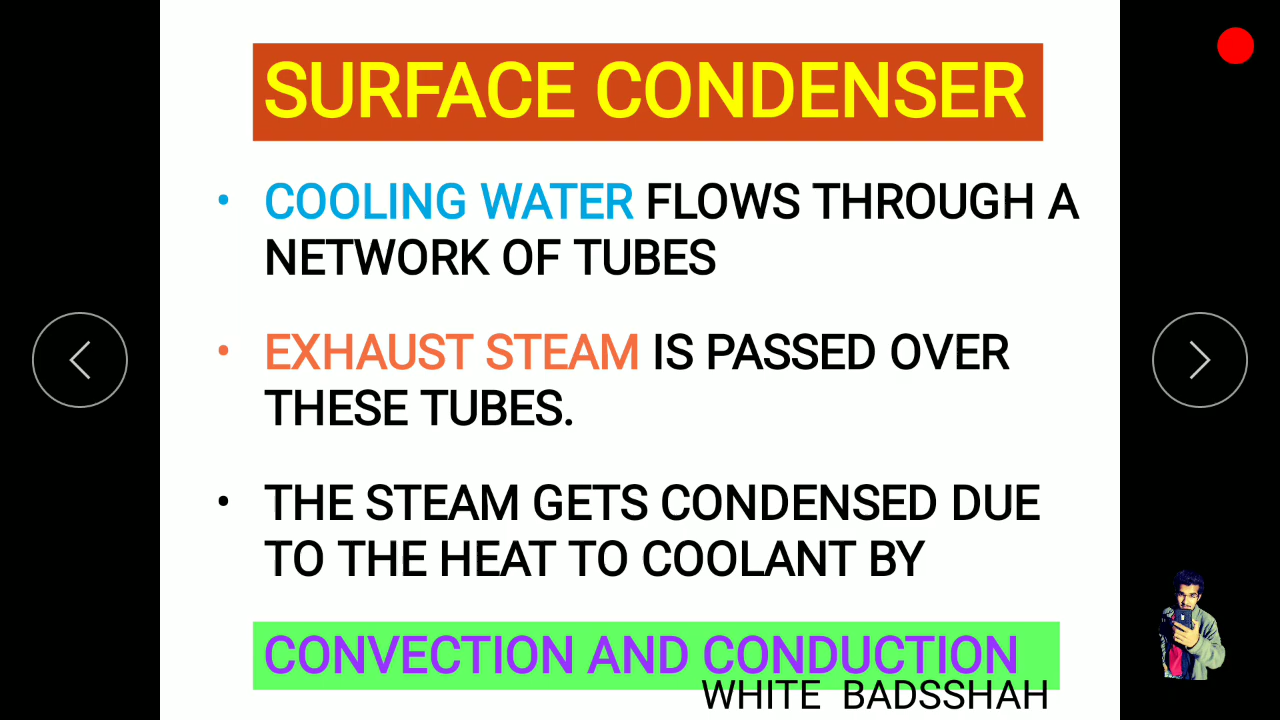 SURFACE CONDENSER
• COOLING WATER FLOWS THROUGH A
NETWORK OF TUBES
• EXHAUST STEAM IS PASSED OVER
THESE TUBES.
• THE STEAM GETS CONDENSED DUE
TO THE HEAT TO COOLANT BY
CONVECTION AND CONDUCTION
WHITE BADSSHAH